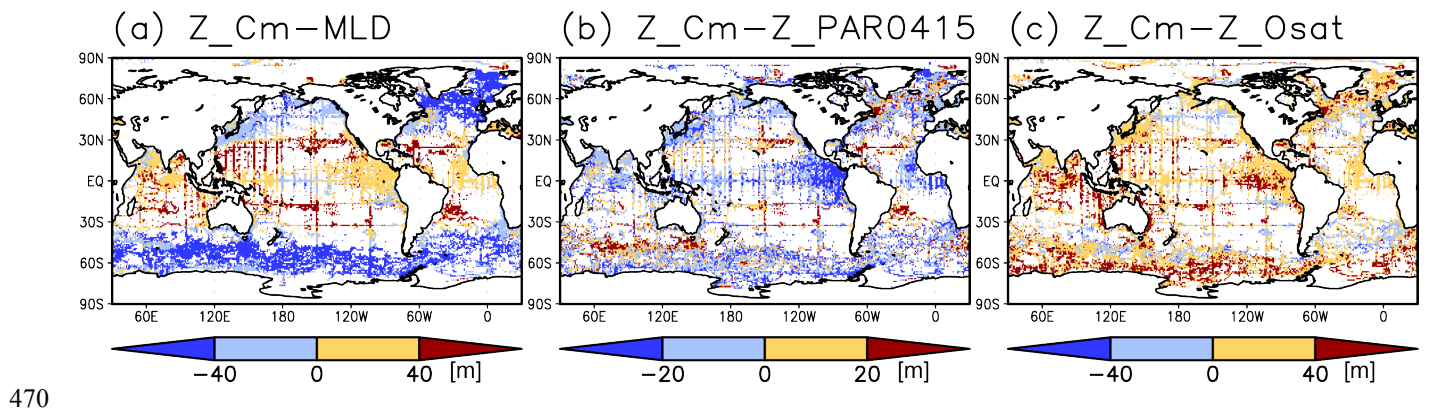 (a) Z_Cm−MLD (b) Z_Cm−Z_PAR0415 (c) Z_Cm−Z_Osat
90N 90N 90N
60N 60N 60N
30N 30N 30N
EQ EQ EQ
30S 30S 30S
60S 60S 60S
90S 90S 90S
60E 120E 180 120W 60W 0 60E 120E 180 120W 60W 0 60E 120E 180 120W 60W 0
−40 0 40 [m] −20 0 20 [m] −40 0 40 [m]
470